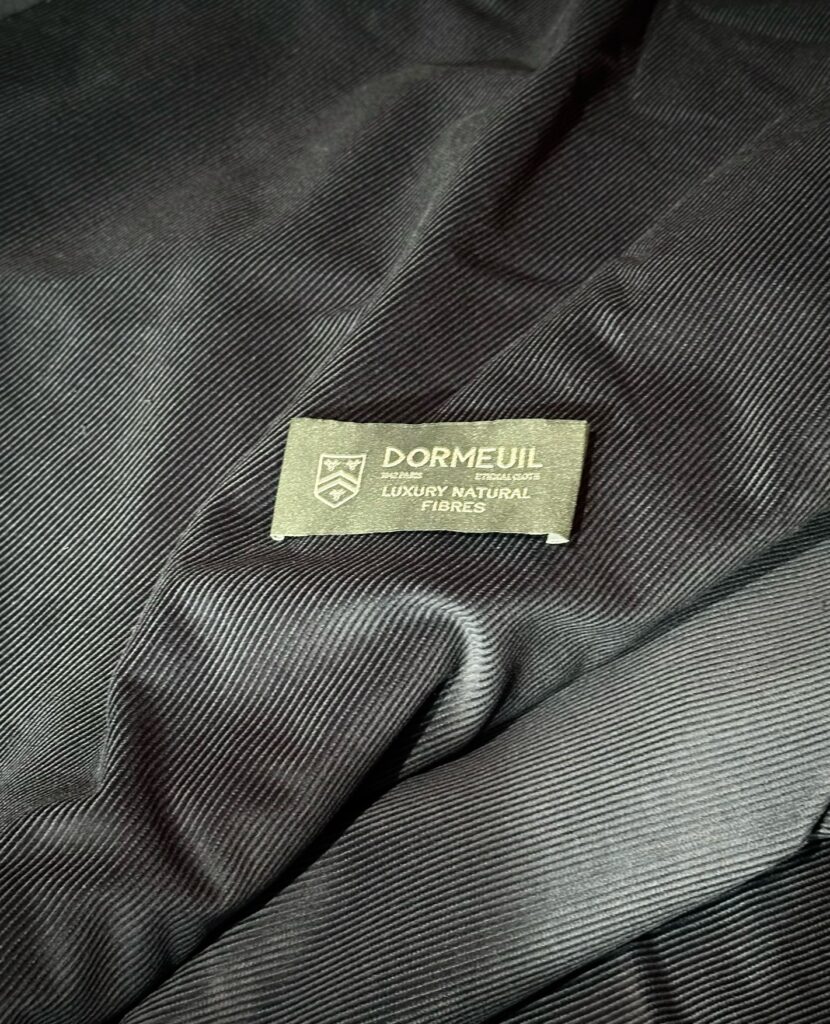 DORMEUIL
1842 PARIS ETHICAL CLOTH
LUXURY NATURAL
FIBRES